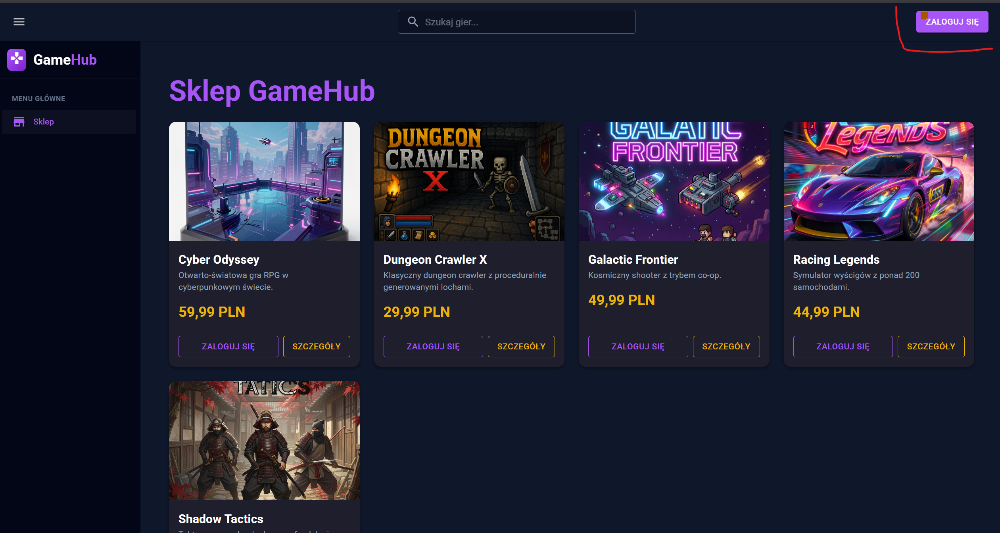 Szukaj gier...
ZALOGUJ SIĘ
GameHub
MENU GŁÓWNE
Sklep
Sklep GameHub
DUNGEON
CRAWLER
X
GALATIC
FRONTIER
LEGENDS
Cyber Odyssey
Otwarto-światowa gra RPG w
cyberpunkowym świecie.
59,99 PLN
ZALOGUJ SIĘ
SZCZEGÓŁY
Dungeon Crawler X
Klasyczny dungeon crawler z proceduralnie
generowanymi lochami.
29,99 PLN
ZALOGUJ SIĘ
SZCZEGÓŁY
Galactic Frontier
Kosmiczny shooter z trybem co-op.
49,99 PLN
ZALOGUJ SIĘ
SZCZEGÓŁY
Racing Legends
Symulator wyścigów z ponad 200
samochodami.
44,99 PLN
ZALOGUJ SIĘ
SZCZEGÓŁY
TATICS
Shadow Tactics